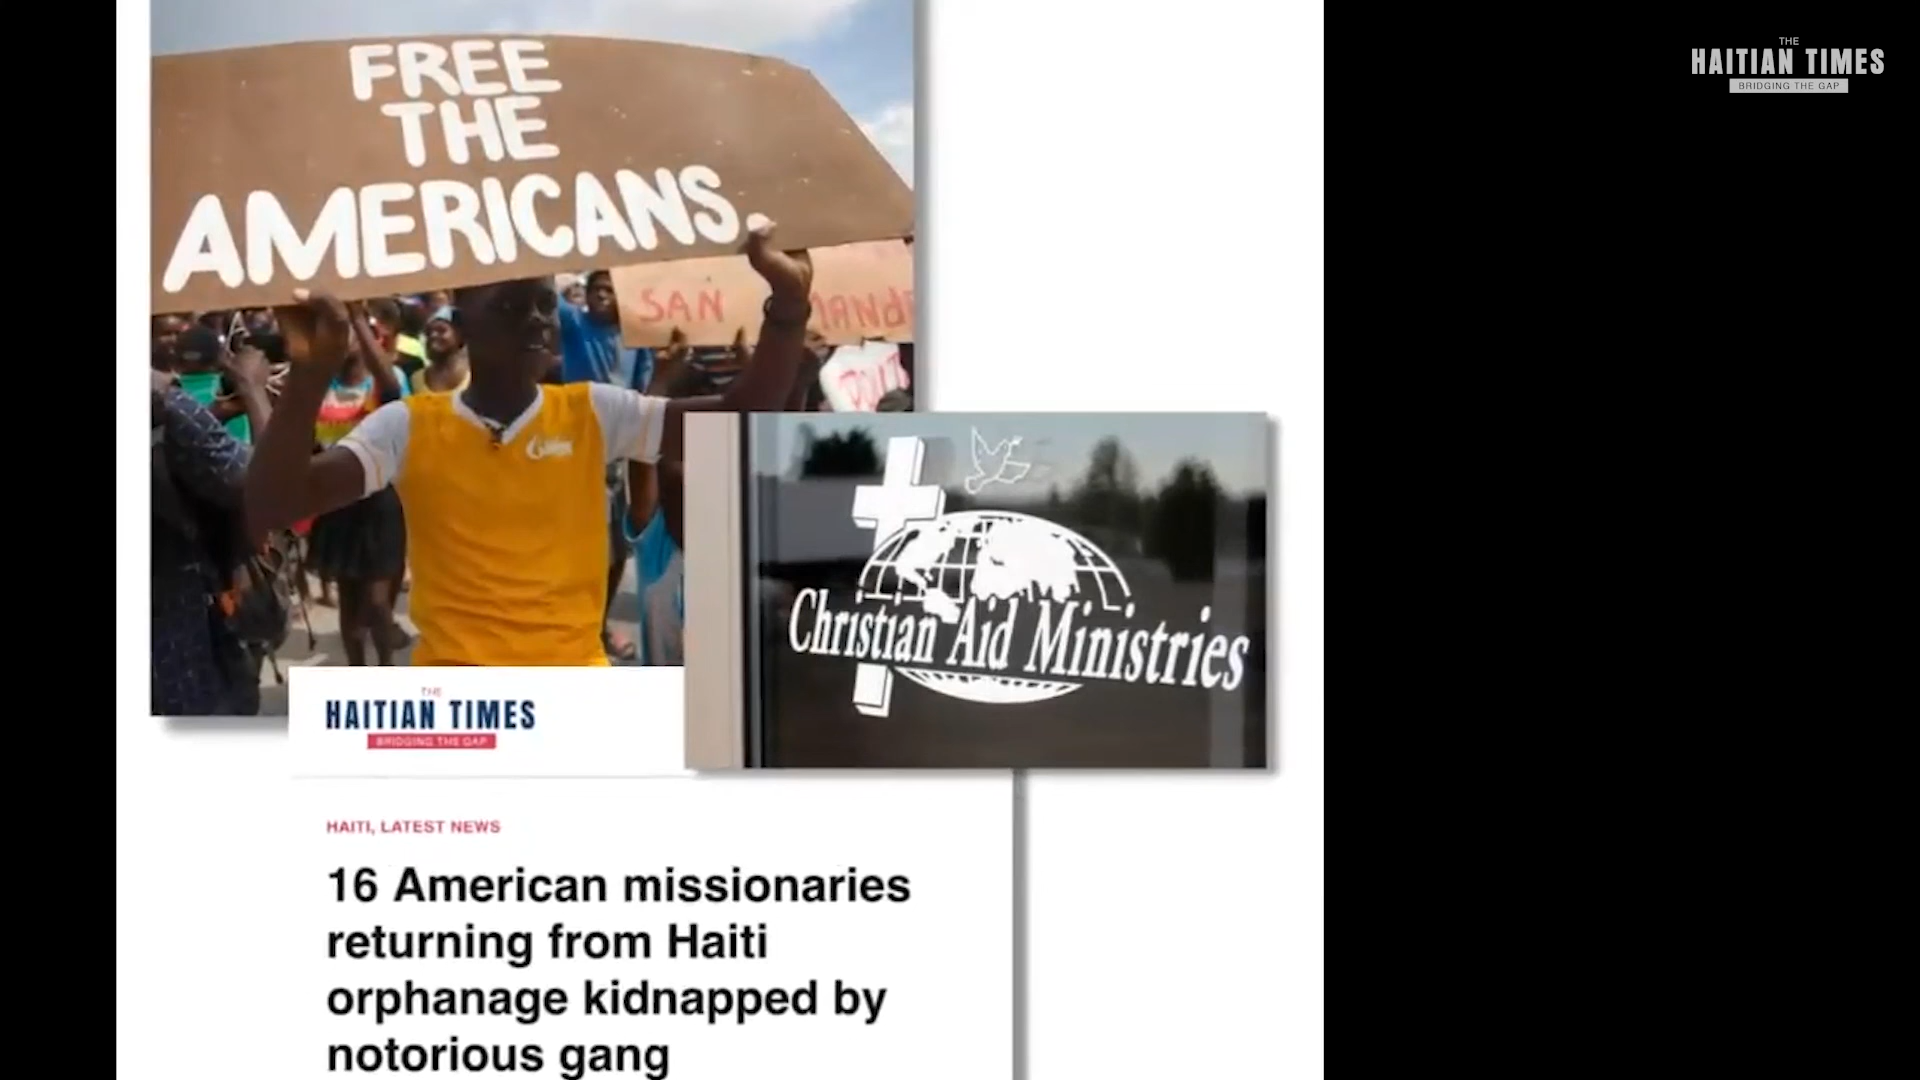 FREE
THE
AMERICANS.
SAN
THE
HAITIAN TIMES
BRIDGING THE GAP
Christian Aid Ministries
THE
HAITIAN TIMES
BRIDGING THE GAP
HAITI, LATEST NEWS
16 American missionaries
returning from Haiti
orphanage kidnapped by
notorious gang